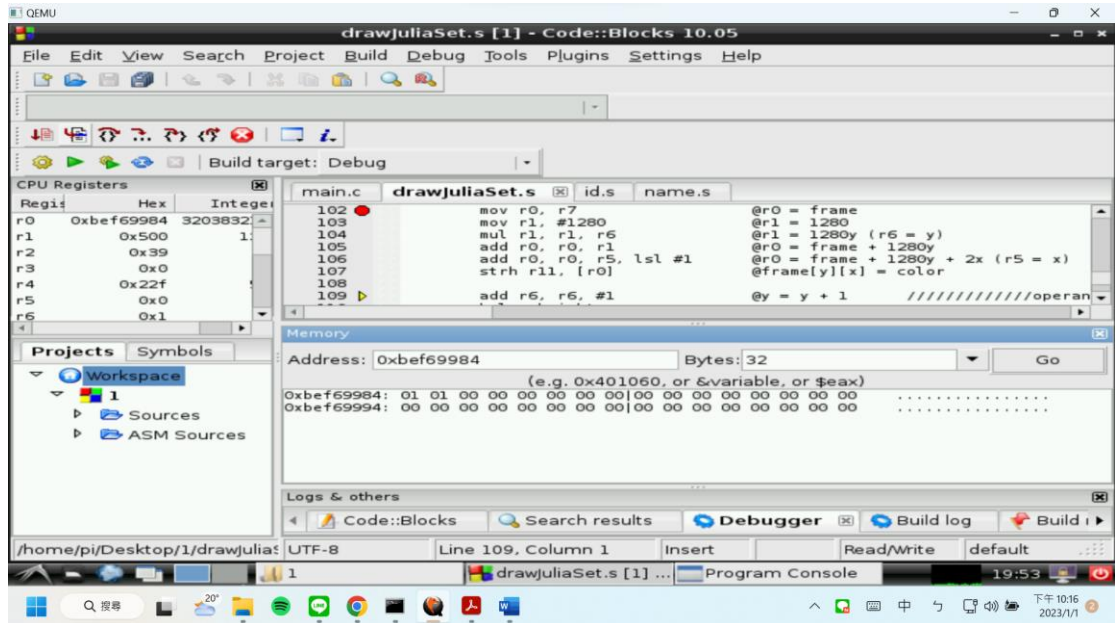 QEMU
drawJuliaSet.s [1] - Code::Blocks 10.05
File Edit View Search Project Build Debug Tools Plugins Settings Help
Build target: Debug
CPU Registers
Regis Hex Integer
r0 0xbef69984 32038832
r1 0x500 1
r2 0x39
r3 0x0
r4 0x22f
r5 0x0
r6 0x1
Projects Symbols
Workspace
1
Sources
ASM Sources
main.c drawJuliaSet.s id.s name.s
102 mov r0, r7 @r0 = frame
103 mov r1, #1280 @r1 = 1280
104 mul r1, r1, r6 @r1 = 1280y (r6 = y)
105 add r0, r0, r1 @r0 = frame + 1280y
106 add r0, r0, r5, lsl #1 @r0 = frame + 1280y + 2x (r5 = x)
107 strh r11, [r0] @frame[y][x] = color
108
109 add r6, r6, #1 @y = y + 1 /////////////operan
Memory
Address: 0xbef69984 Bytes: 32 Go
(e.g. 0x401060, or &variable, or $eax)
0xbef69984: 01 01 00 00 00 00 00 00|00 00 00 00 00 00 00 00 ................
0xbef69994: 00 00 00 00 00 00 00 00|00 00 00 00 00 00 00 00 ................
Logs & others
Code::Blocks Search results Debugger Build log Build
/home/pi/Desktop/1/drawJulia UTF-8 Line 109, Column 1 Insert Read/Write default
1 drawJuliaSet.s [1] ... Program Console 19:53
搜尋 20° 中 ㄅ 下午 10:16
2023/1/1 2